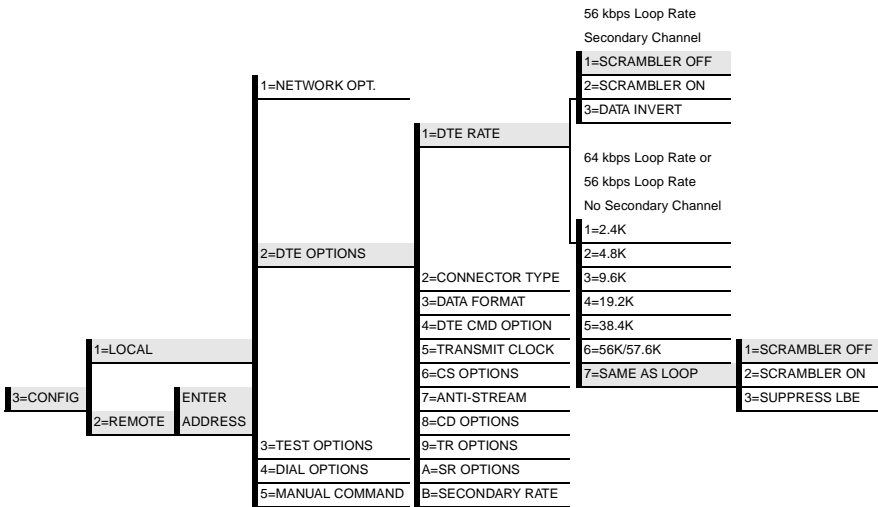 56 kbps Loop Rate
Secondary Channel
1=SCRAMBLER OFF
2=SCRAMBLER ON
3=DATA INVERT
1=NETWORK OPT.
1=DTE RATE
64 kbps Loop Rate or
56 kbps Loop Rate
No Secondary Channel
1=2.4K
2=4.8K
3=9.6K
4=19.2K
5=38.4K
6=56K/57.6K
7=SAME AS LOOP
1=SCRAMBLER OFF
2=SCRAMBLER ON
3=SUPPRESS LBE
2=DTE OPTIONS
2=CONNECTOR TYPE
3=DATA FORMAT
4=DTE CMD OPTION
5=TRANSMIT CLOCK
6=CS OPTIONS
7=ANTI-STREAM
8=CD OPTIONS
9=TR OPTIONS
A=SR OPTIONS
B=SECONDARY RATE
1=LOCAL
3=CONFIG
2=REMOTE
ENTER
ADDRESS
3=TEST OPTIONS
4=DIAL OPTIONS
5=MANUAL COMMAND